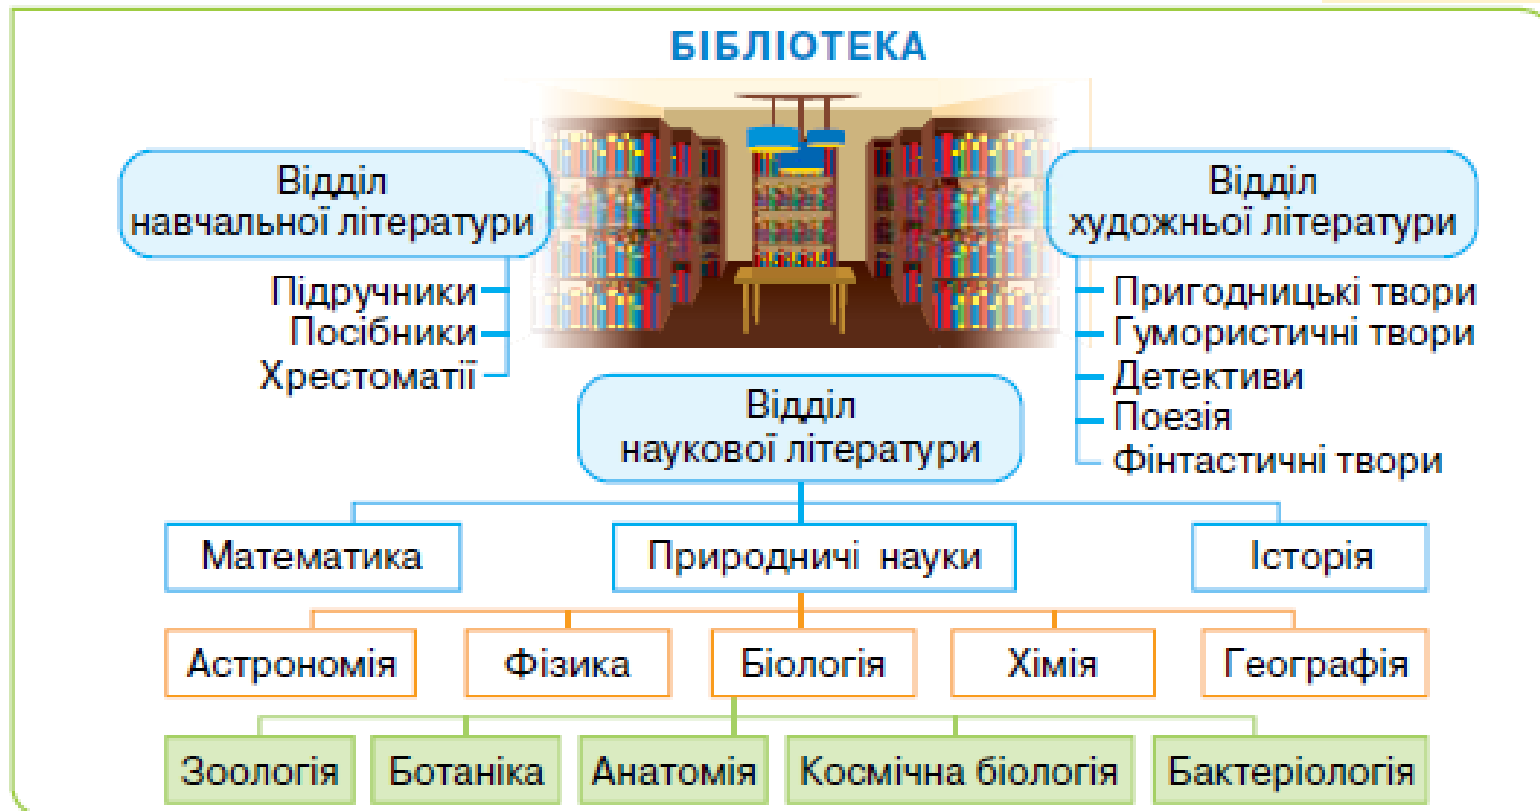 БІБЛІОТЕКА
Відділ
навчальної літератури
Підручники
Посібники
Хрестоматії
Відділ
художньої літератури
Пригодницькі твори
Гумористичні твори
Детективи
Поезія
Фінтастичні твори
Відділ
наукової літератури
Математика
Природничі науки
Історія
Астрономія
Фізика
Біологія
Хімія
Географія
Зоологія
Ботаніка
Анатомія
Космічна біологія
Бактеріологія